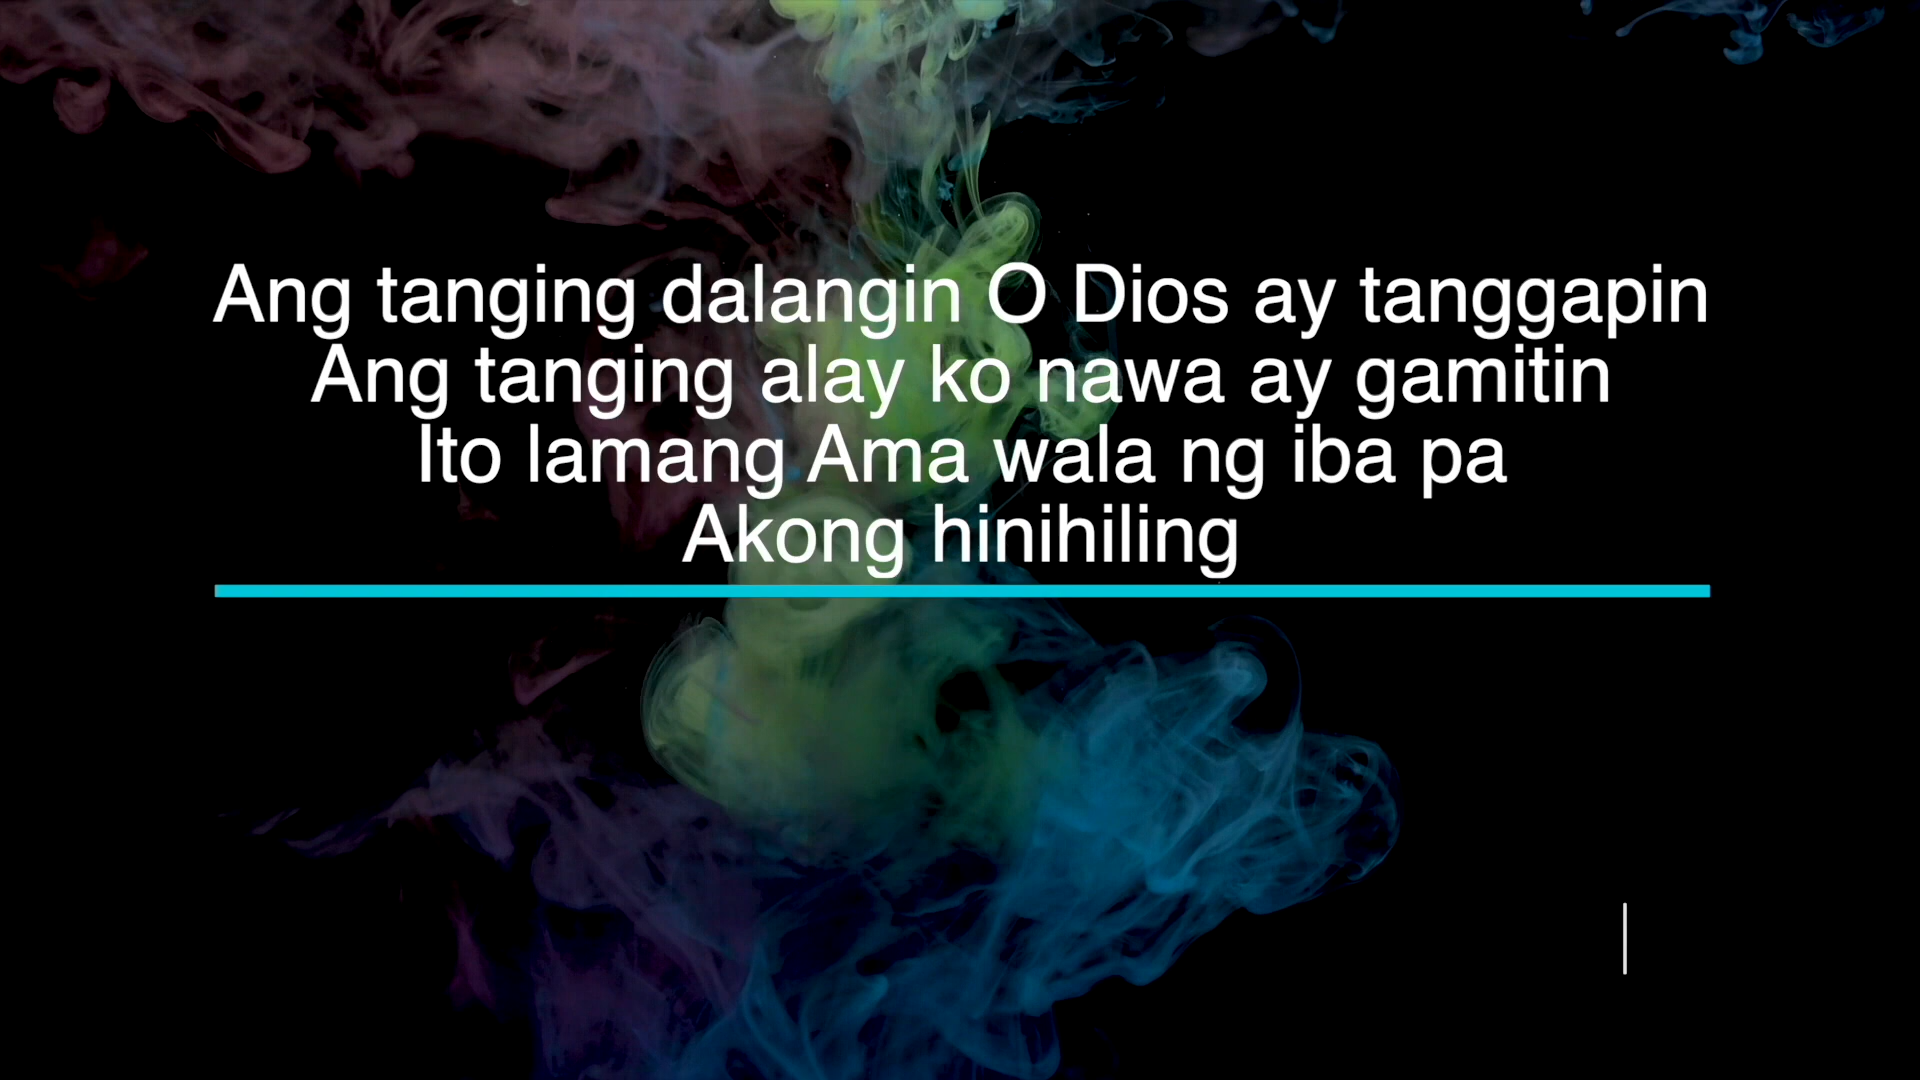 Ang tanging dalangin O Dios ay tanggapin
Ang tanging alay ko nawa ay gamitin
Ito lamang Ama wala ng iba pa
Akong hinihiling